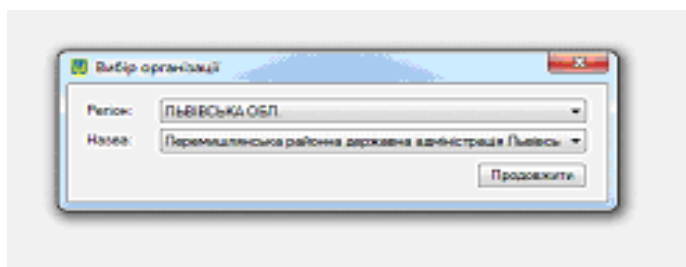 Вибір організації
Регіон: ЛЬВІВСЬКА ОБЛ.
Назва: Перемишлянська районна державна адміністрація Львівсь
Продовжити